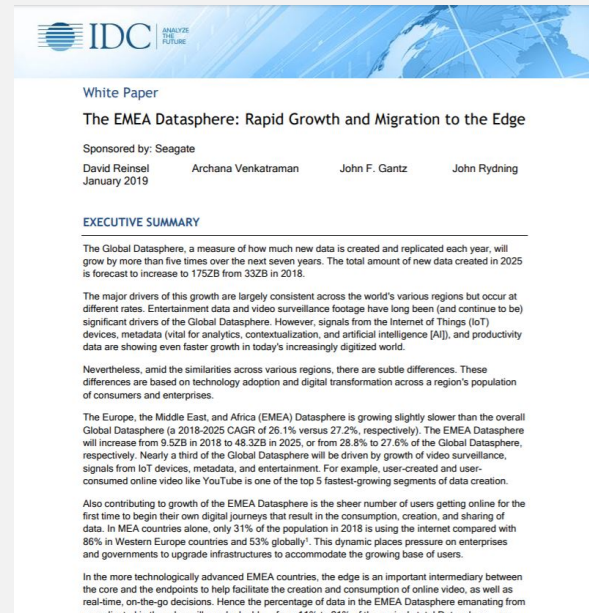 IDC
ANALYZE
THE
FUTURE
White Paper
The EMEA Datasphere: Rapid Growth and Migration to the Edge
Sponsored by: Seagate
David Reinsel Archana Venkatraman John F. Gantz John Rydning
January 2019
EXECUTIVE SUMMARY
The Global Datasphere, a measure of how much new data is created and replicated each year, will
grow by more than five times over the next seven years. The total amount of new data created in 2025
is forecast to increase to 175ZB from 33ZB in 2018.
The major drivers of this growth are largely consistent across the world's various regions but occur at
different rates. Entertainment data and video surveillance footage have long been (and continue to be)
significant drivers of the Global Datasphere. However, signals from the Internet of Things (IoT)
devices, metadata (vital for analytics, contextualization, and artificial intelligence [AI]), and productivity
data are showing even faster growth in today's increasingly digitized world.
Nevertheless, amid the similarities across various regions, there are subtle differences. These
differences are based on technology adoption and digital transformation across a region's population
of consumers and enterprises.
The Europe, the Middle East, and Africa (EMEA) Datasphere is growing slightly slower than the overall
Global Datasphere (a 2018-2025 CAGR of 26.1% versus 27.2%, respectively). The EMEA Datasphere
will increase from 9.5ZB in 2018 to 48.3ZB in 2025, or from 28.8% to 27.6% of the Global Datasphere,
respectively. Nearly a third of the Global Datasphere will be driven by growth of video surveillance,
signals from IoT devices, metadata, and entertainment. For example, user-created and user-
consumed online video like YouTube is one of the top 5 fastest-growing segments of data creation.
Also contributing to growth of the EMEA Datasphere is the sheer number of users getting online for the
first time to begin their own digital journeys that result in the consumption, creation, and sharing of
data. In MEA countries alone, only 31% of the population in 2018 is using the internet compared with
86% in Western Europe countries and 53% globally¹. This dynamic places pressure on enterprises
and governments to upgrade infrastructures to accommodate the growing base of users.
In the more technologically advanced EMEA countries, the edge is an important intermediary between
the core and the endpoints to help facilitate the creation and consumption of online video, as well as
real-time, on-the-go decisions. Hence the percentage of data in the EMEA Datasphere emanating from